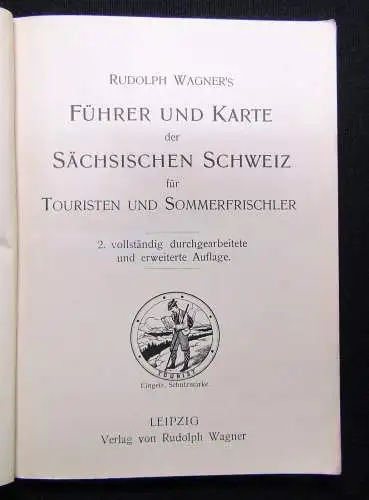 RUDOLPH WAGNER'S
FÜHRER UND KARTE
der
SÄCHSISCHEN SCHWEIZ
für
TOURISTEN UND SOMMERFRISCHLER
2. vollständig durchgearbeitete
und erweiterte Auflage.
TOURIST
Eingetr. Schutzmarke.
LEIPZIG
Verlag von Rudolph Wagner